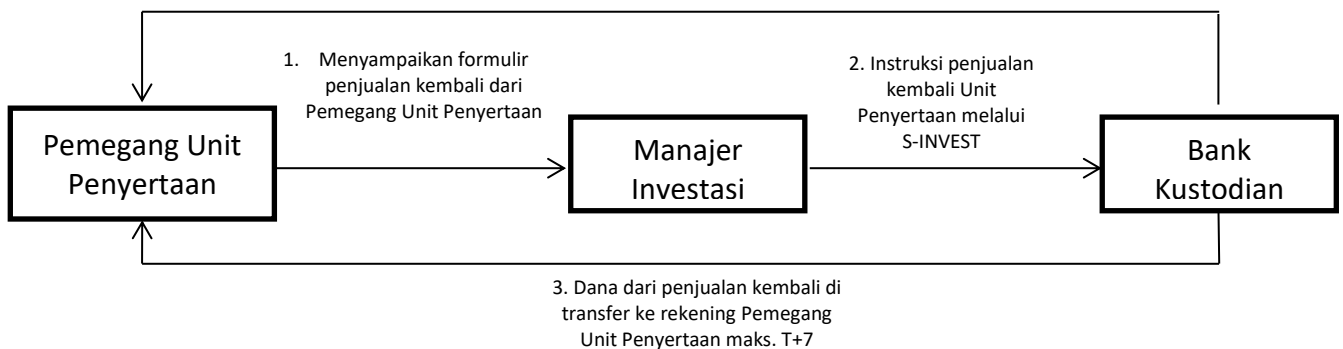 1. Menyampaikan formulir
penjualan kembali dari
Pemegang Unit Penyertaan
2. Instruksi penjualan
kembali Unit
Penyertaan melalui
S-INVEST
Pemegang Unit
Penyertaan
Manajer
Investasi
Bank
Kustodian
3. Dana dari penjualan kembali di
transfer ke rekening Pemegang
Unit Penyertaan maks. T+7